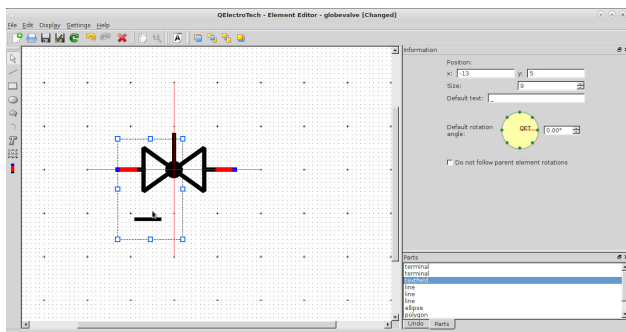 QElectroTech - Element Editor - globevalve [Changed]
File Edit Display Settings Help
A
Information
Position:
x: -13 y: 5
Size: 9
Default text: _
Default rotation
angle:
QET
0.00°
Do not follow parent element rotations
T
Parts
terminal
terminal
textfield
line
line
line
ellipse
polygon
Undo Parts